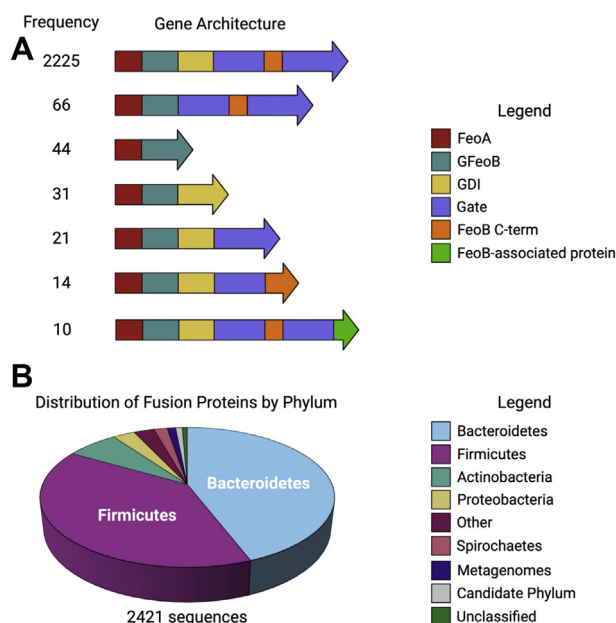 Frequency
Gene Architecture
A
2225
66
44
31
21
14
10
Legend
FeoA
GFeoB
GDI
Gate
FeoB C-term
FeoB-associated protein
B
Distribution of Fusion Proteins by Phylum
Bacteroidetes
Firmicutes
2421 sequences
Legend
Bacteroidetes
Firmicutes
Actinobacteria
Proteobacteria
Other
Spirochaetes
Metagenomes
Candidate Phylum
Unclassified